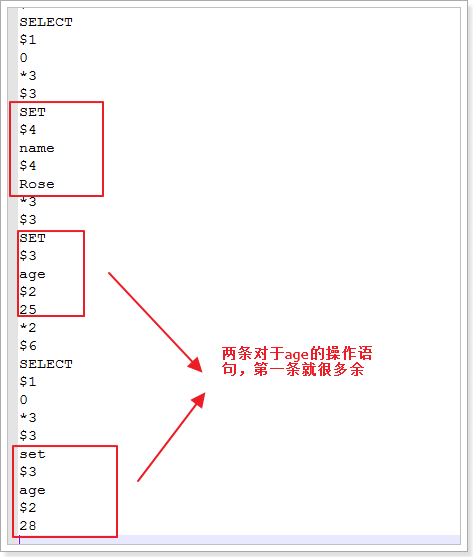 SELECT
$1
0
*3
$3
SET
$4
name
$4
Rose
*3
$3
SET
$3
age
$2
25
*2
$6
SELECT
$1
0
*3
$3
set
$3
age
$2
28
两条对于age的操作语
句，第一条就很多余